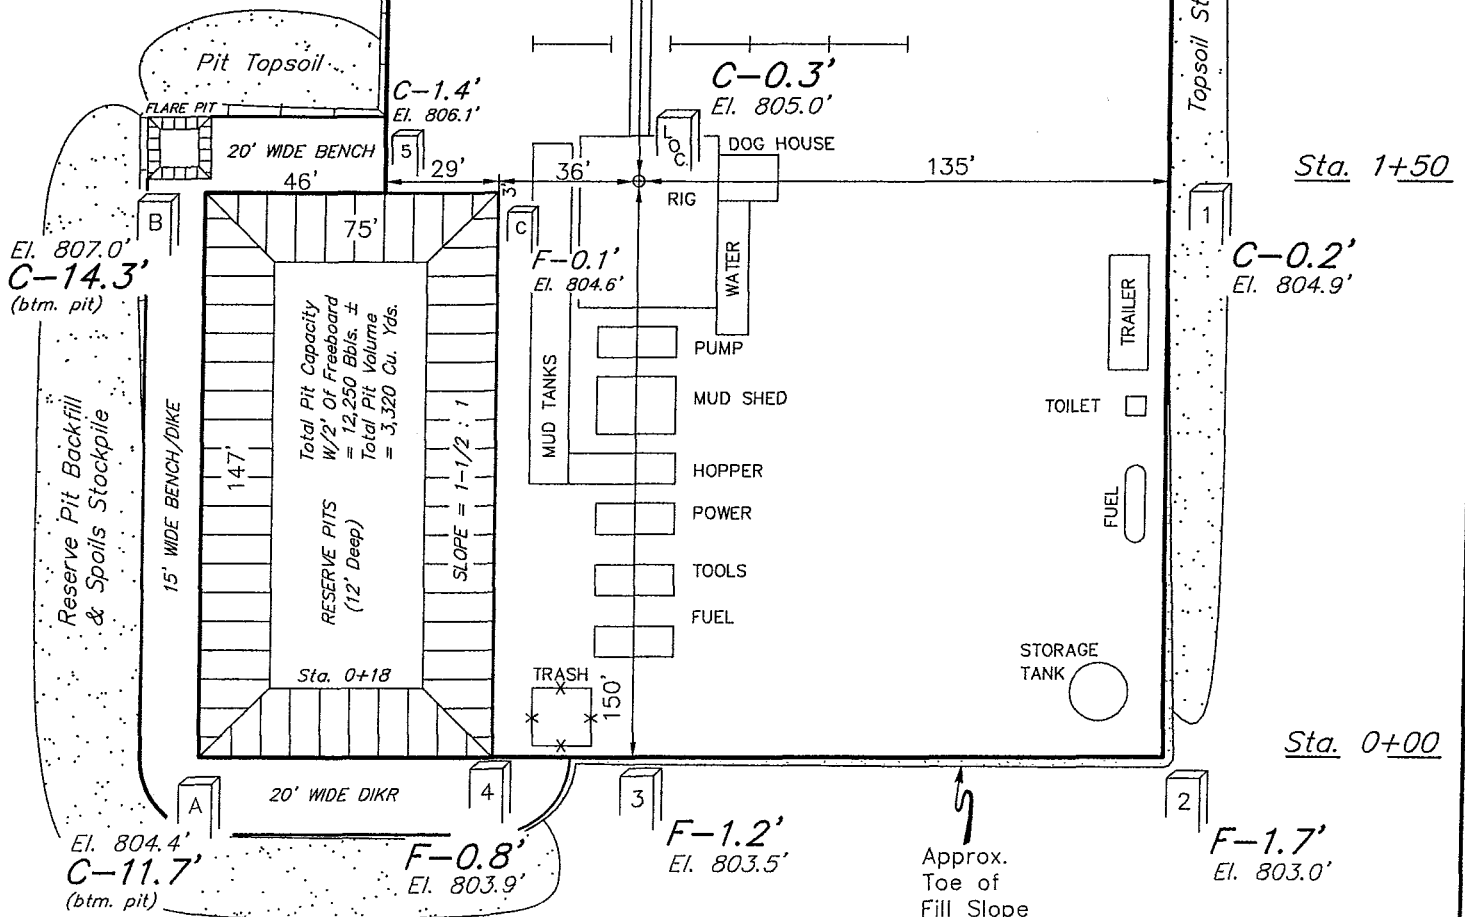 Pit Topsoil
Topsoil St
C-1.4'
El. 806.1'
C-0.3'
El. 805.0'
FLARE PIT
20' WIDE BENCH
5
LOC.
DOG HOUSE
46'
29'
36'
135'
Sta. 1+50
3'
RIG
B
75'
C
1
El. 807.0'
C-14.3'
(btm. pit)
F-0.1'
El. 804.6'
WATER
C-0.2'
El. 804.9'
TRAILER
Total Pit Capacity
W/2' Of Freeboard
= 12,250 Bbls. ±
Total Pit Volume
= 3,320 Cu. Yds.
PUMP
MUD TANKS
MUD SHED
TOILET
Reserve Pit Backfill
& Spoils Stockpile
15' WIDE BENCH/DIKE
147'
SLOPE = 1-1/2 : 1
HOPPER
RESERVE PITS
(12' Deep)
POWER
FUEL
TOOLS
FUEL
STORAGE
TANK
Sta. 0+18
TRASH
150'
Sta. 0+00
A
20' WIDE DIKR
4
3
2
El. 804.4'
C-11.7'
(btm. pit)
F-0.8'
El. 803.9'
F-1.2'
El. 803.5'
F-1.7'
El. 803.0'
Approx.
Toe of
Fill Slope